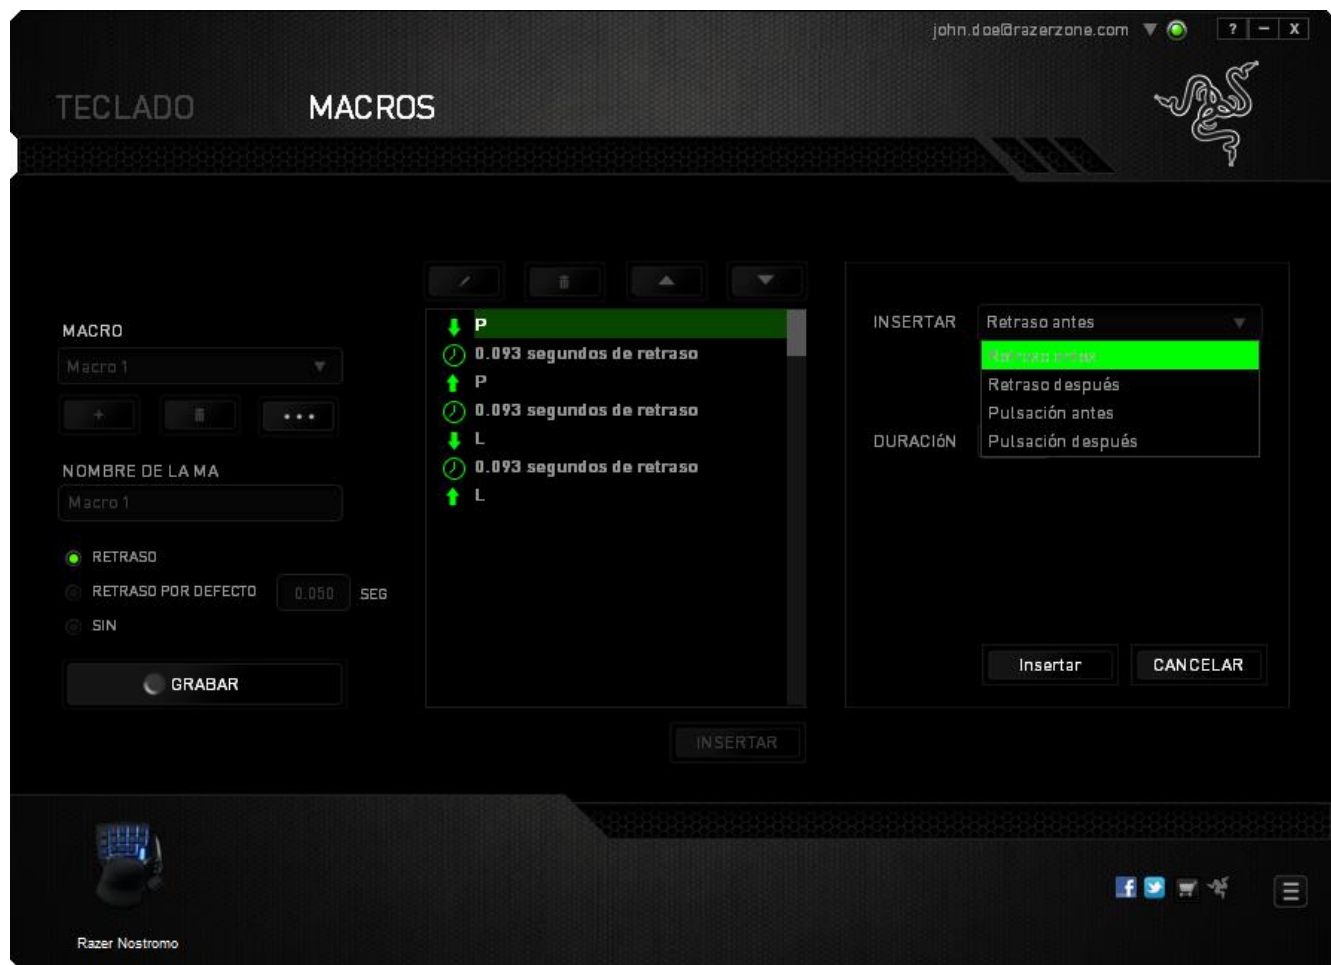 john.doe@razerzone.com
? – X
TECLADO
MACROS
MACRO
Macro 1
+
...
NOMBRE DE LA MA
Macro 1
RETRASO
RETRASO POR DEFECTO 0.050 SEG
SIN
GRABAR
P
0.093 segundos de retraso
P
0.093 segundos de retraso
L
0.093 segundos de retraso
L
INSERTAR
INSERTAR Retraso antes
Retraso antes
Retraso después
Pulsación antes
DURACIóN
Pulsación después
Insertar
CANCELAR
Razer Nostromo